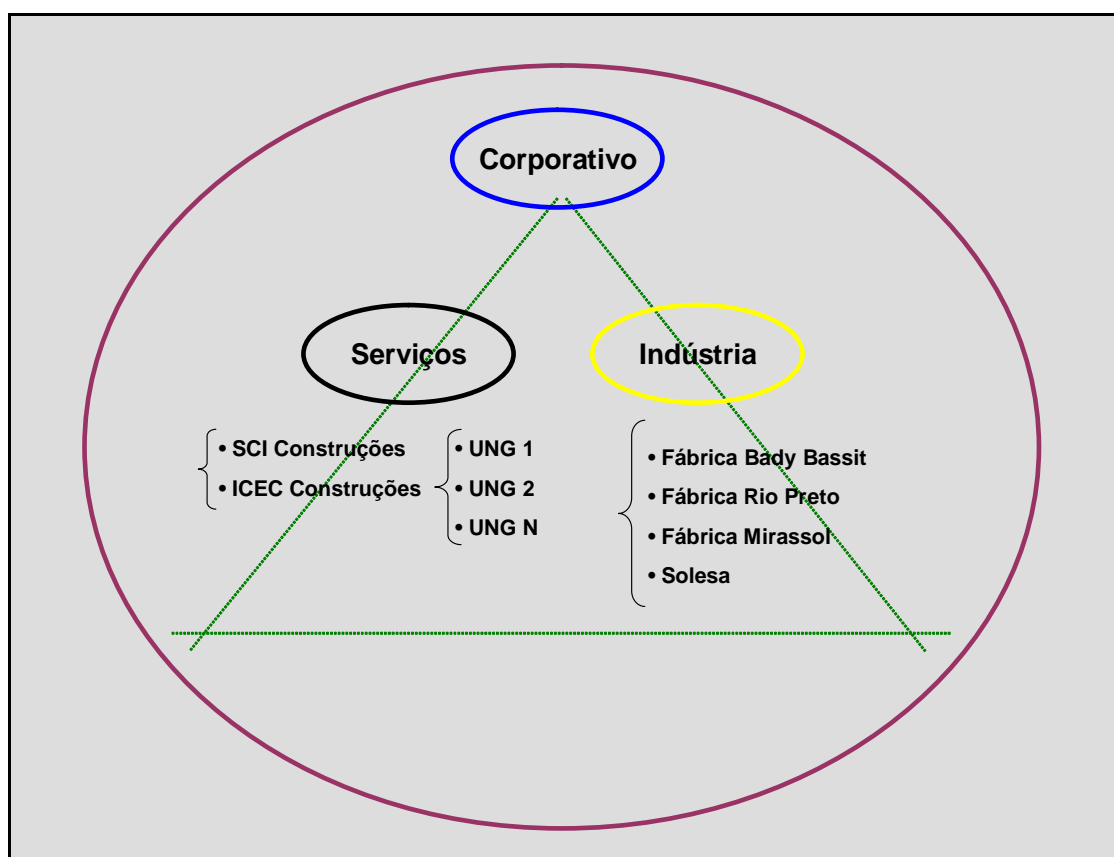 Corporativo
Serviços
Indústria
• SCI Construções
• ICEC Construções
• UNG 1
• UNG 2
• UNG N
• Fábrica Bady Bassit
• Fábrica Rio Preto
• Fábrica Mirassol
• Solesa